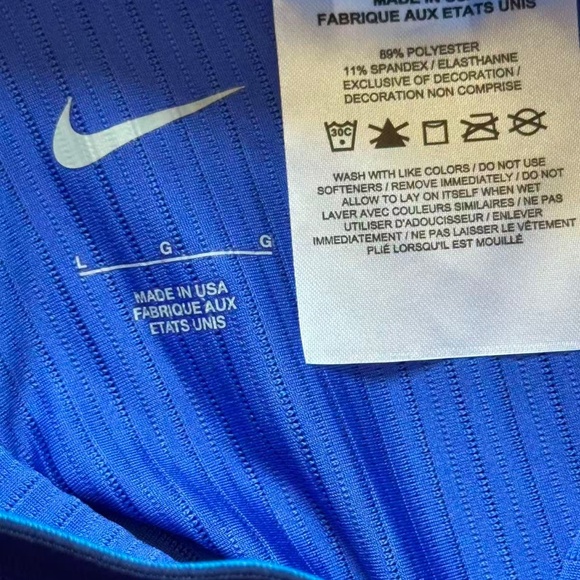 MADE IN USA
FABRIQUE AUX ETATS UNIS
89% POLYESTER
11% SPANDEX / ELASTHANNE
EXCLUSIVE OF DECORATION /
DECORATION NON COMPRISE
30C
WASH WITH LIKE COLORS / DO NOT USE
SOFTENERS / REMOVE IMMEDIATELY / DO NOT
ALLOW TO LAY ON ITSELF WHEN WET
LAVER AVEC COULEURS SIMILAIRES / NE PAS
UTILISER D'ADOUCISSEUR / ENLEVER
IMMEDIATEMENT / NE PAS LAISSER LE VÊTEMENT
PLIÉ LORSQU'IL EST MOUILLÉ
L G G
MADE IN USA
FABRIQUE AUX
ETATS UNIS